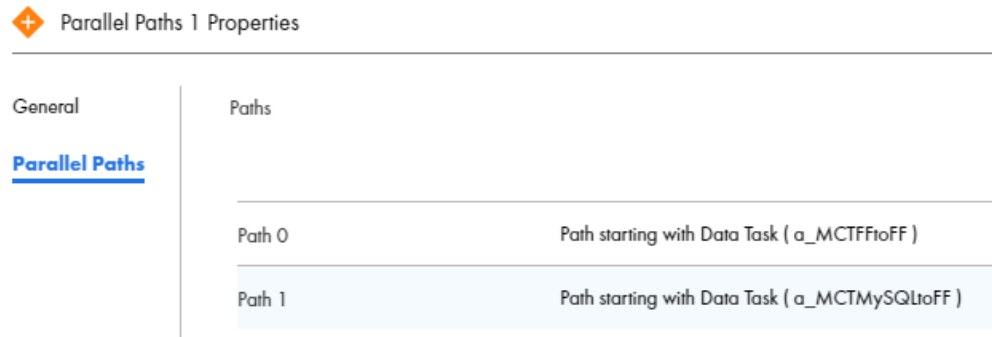 Parallel Paths 1 Properties
General
Paths
Parallel Paths
Path 0
Path starting with Data Task ( a_MCTFFtoFF )
Path 1
Path starting with Data Task ( a_MCTMySQLtoFF )